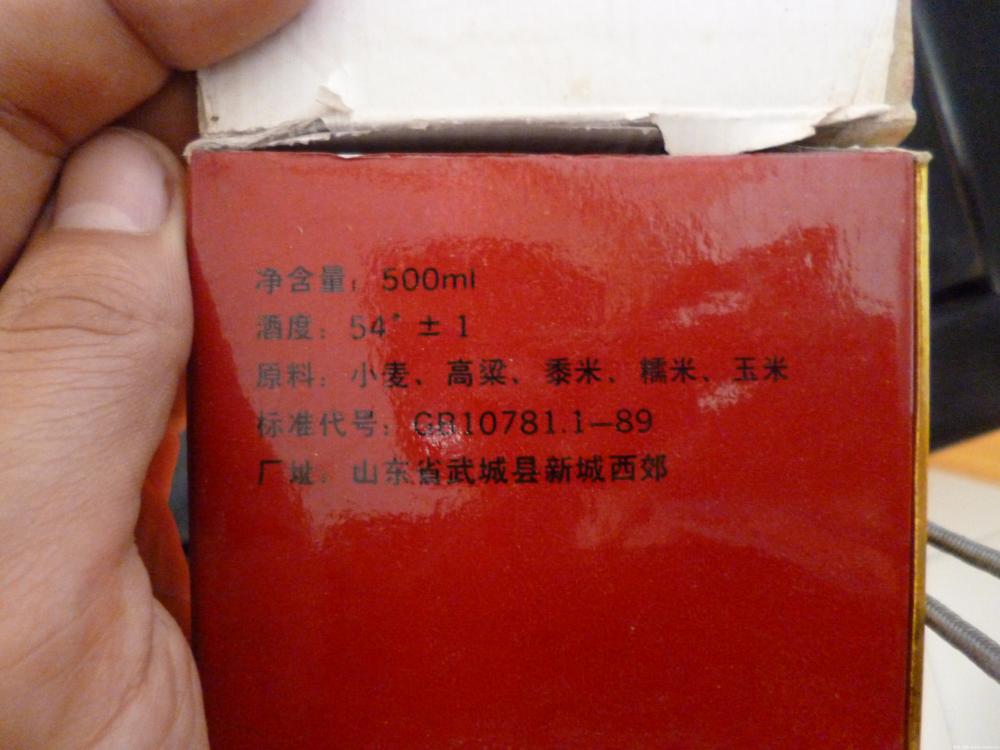 净含量：500ml
酒度：54°±1
原料：小麦、高粱、黍米、糯米、玉米
标准代号：GB10781.1—89
厂址：山东省武城县新城西郊